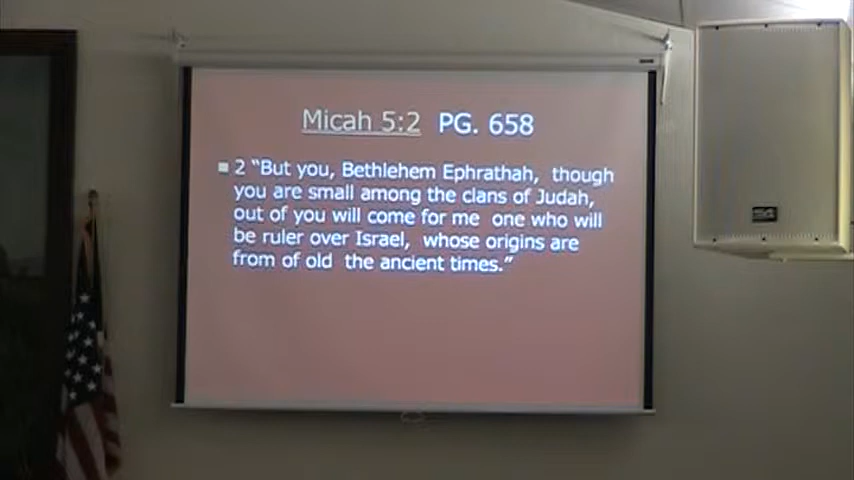 Micah 5:2 PG. 658
2 “But you, Bethlehem Ephrathah, though
you are small among the clans of Judah,
out of you will come for me one who will
be ruler over Israel, whose origins are
from of old the ancient times.”